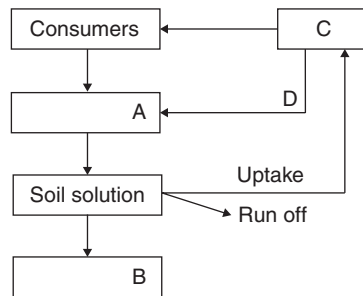 Consumers
C
D
A
Uptake
Soil solution
Run off
B